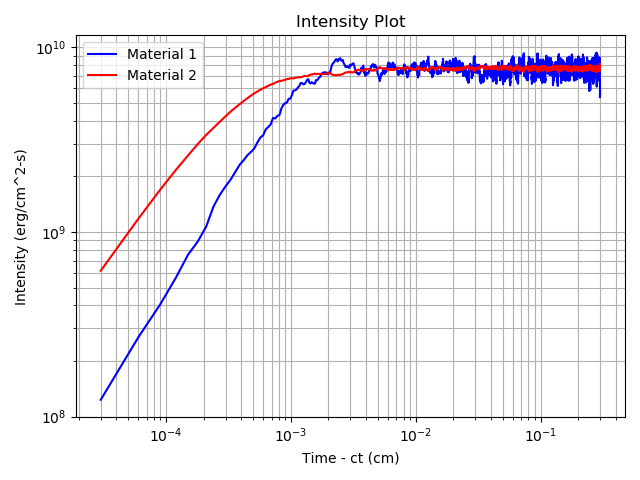 Intensity Plot
Material 1
Material 2
Intensity (erg/cm^2-s)
10^10
10^9
10^8
10^-4
10^-3
10^-2
10^-1
Time - ct (cm)